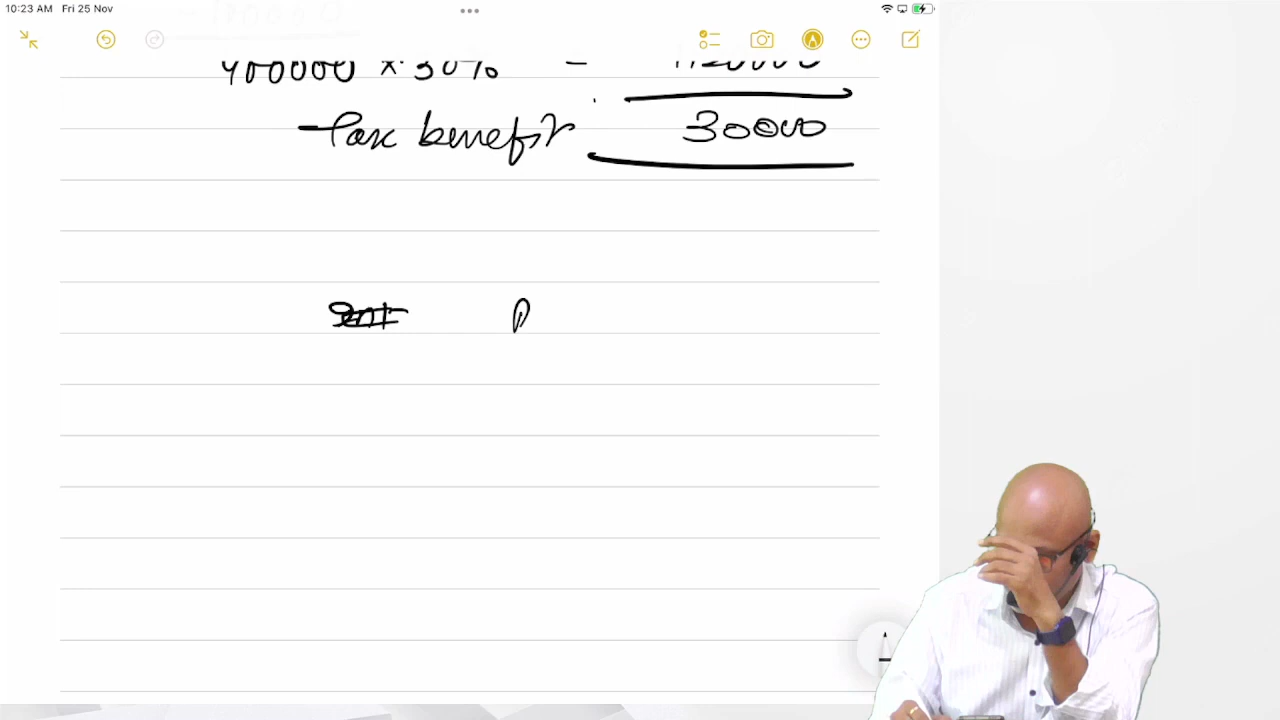 10:23 AM Fri 25 Nov
400000 x 30% =
Tax benefit 30000